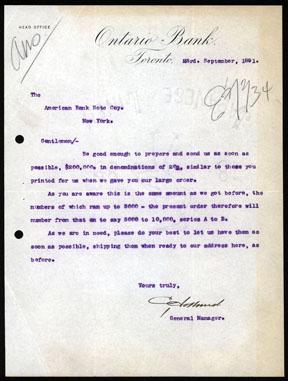 HEAD OFFICE
Ans
Ontario Bank.
Toronto, 23rd. September, 1891.
The
American Bank Note Coy.
New York.
Gentlemen/-
Be good enough to prepare and send us as soon as
possible, $200,000. in denominations of 20s, similar to those you
printed for us when we gave you our large order.
As you are aware this is the same amount as we got before, the
numbers of which ran up to 5000 - the present order therefore will
number from that on to say 5000 to 10,000, series A to D.
As we are in need, please do your best to let us have them as
soon as possible, shipping them when ready to our address here, as
before.
Yours truly,
General Manager.